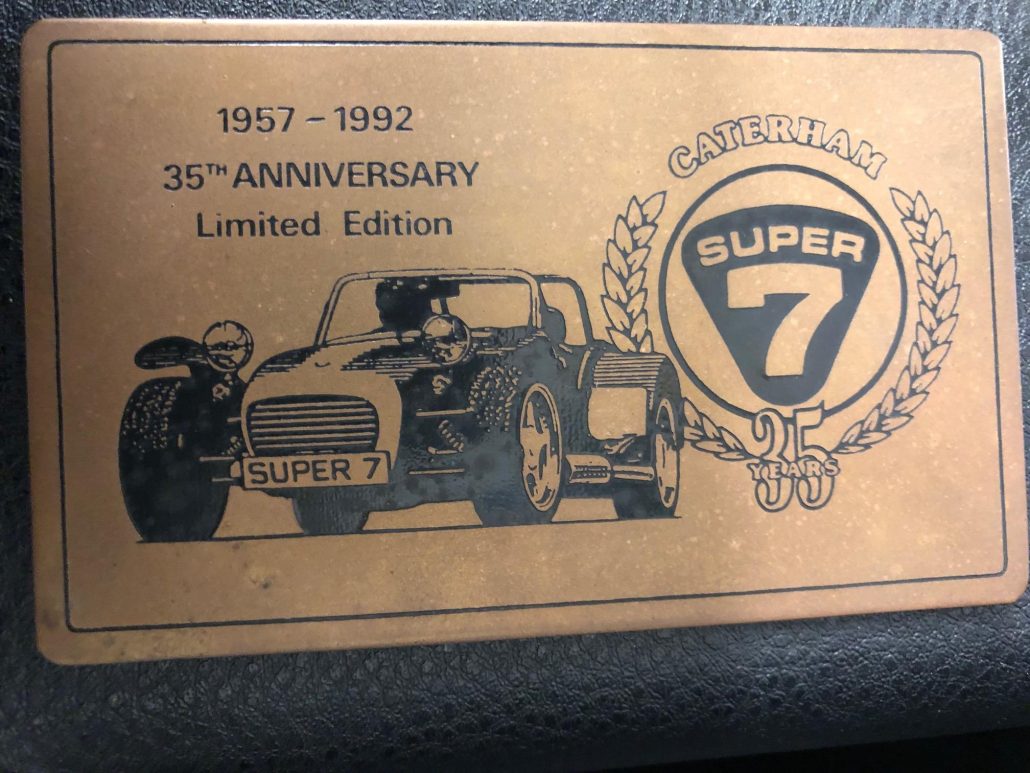 1957 - 1992
35TH ANNIVERSARY
Limited Edition
SUPER 7
CATERHAM
SUPER
7
35
YEARS